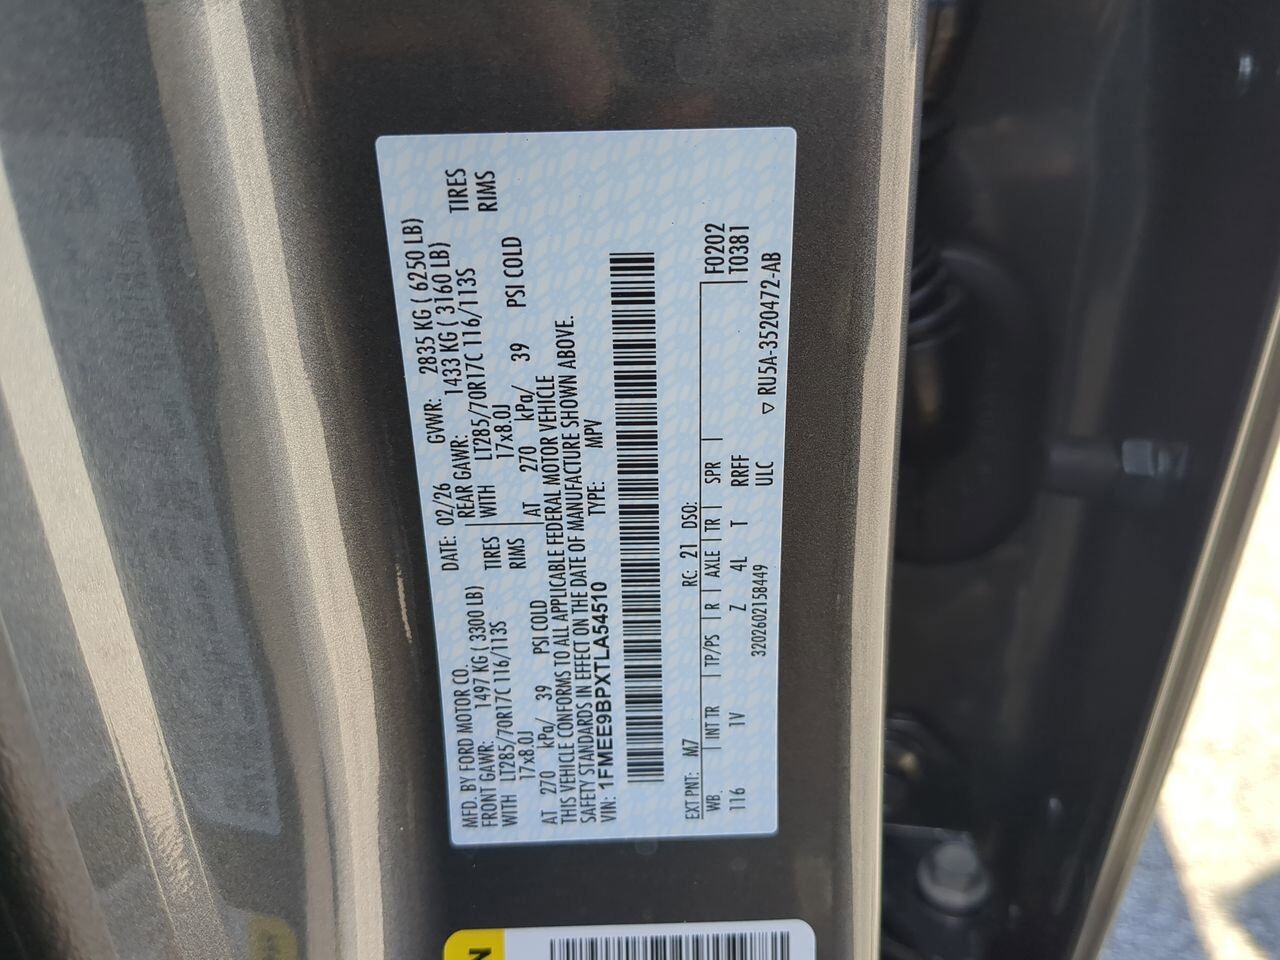 MFD. BY FORD MOTOR CO.
DATE: 02/26 GVWR: 2835 KG ( 6250 LB)
FRONT GAWR: 1497 KG ( 3300 LB) REAR GAWR: 1433 KG ( 3160 LB)
WITH LT285/70R17C 116/113S TIRES WITH LT285/70R17C 116/113S TIRES
17x8.0J RIMS 17x8.0J RIMS
AT 270 kPa/ 39 PSI COLD AT 270 kPa/ 39 PSI COLD
THIS VEHICLE CONFORMS TO ALL APPLICABLE FEDERAL MOTOR VEHICLE
SAFETY STANDARDS IN EFFECT ON THE DATE OF MANUFACTURE SHOWN ABOVE.
VIN: 1FMEE9BPXTLA54510 TYPE: MPV
EXT PNT: M7 RC: 21 DSO:
WB INT TR TP/PS R AXLE TR SPR F0202
116 1V Z 4L T RRFF T0381
3202602158449 ULC ▽ RU5A-3520472-AB
N